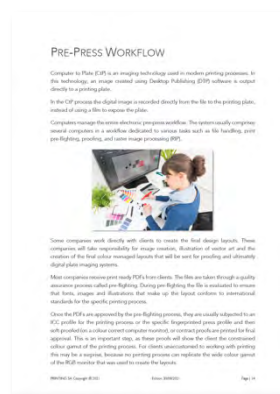 PRE-PRESS WORKFLOW
Computer to Plate (CtP) is an imaging technology used in modern printing processes. In
this technology, an image created using Desktop Publishing (DTP) software is output
directly to a printing plate.
In the CtP process the digital image is recorded directly from the file to the printing plate,
instead of using a film to expose the plate.
Computers manage the entire electronic pre-press workflow. The system usually comprises
several computers in a workflow dedicated to various tasks such as file handling, print
pre-flighting, proofing, and raster image processing (RIP).
Some companies work directly with clients to create the final design layouts. These
companies will take responsibility for image creation, illustration of vector art and the
creation of the final colour managed layouts that will be sent for proofing and ultimately
digital plate imaging systems.
Most companies receive print ready PDFs from clients. The files are taken through a quality
assurance process called pre-flighting. During pre-flighting the file is evaluated to ensure
that fonts, images and illustrations that make up the layout conform to international
standards for the specific printing process.
Once the PDFs are approved by the pre-flighting process, they are usually subjected to an
ICC profile for the printing process or the specific fingerprinted press profile and then
soft-proofed (on a colour correct computer monitor), or contract proofs are printed for final
approval. This is an important step, as these proofs will show the client the constrained
colour gamut of the printing process. For clients unaccustomed to working with printing
this may be a surprise, because no printing process can replicate the wide colour gamut
of the RGB monitor that was used to create the layouts.
PRINTING SA Copyright ©
Page |